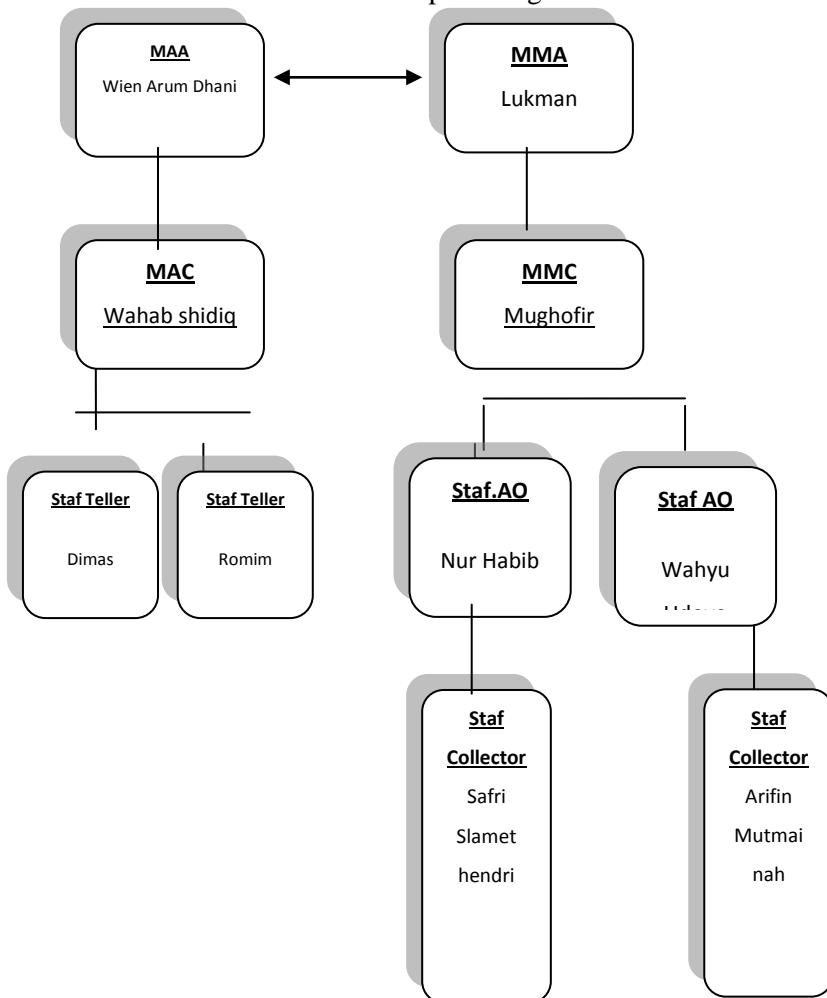 MAA
Wien Arum Dhani
MMA
Lukman
MAC
Wahab shidiq
MMC
Mughofir
Staf Teller
Dimas
Staf Teller
Romim
Staf.AO
Nur Habib
Staf AO
Wahyu
Staf
Collector
Safri
Slamet
hendri
Staf
Collector
Arifin
Mutmai
nah